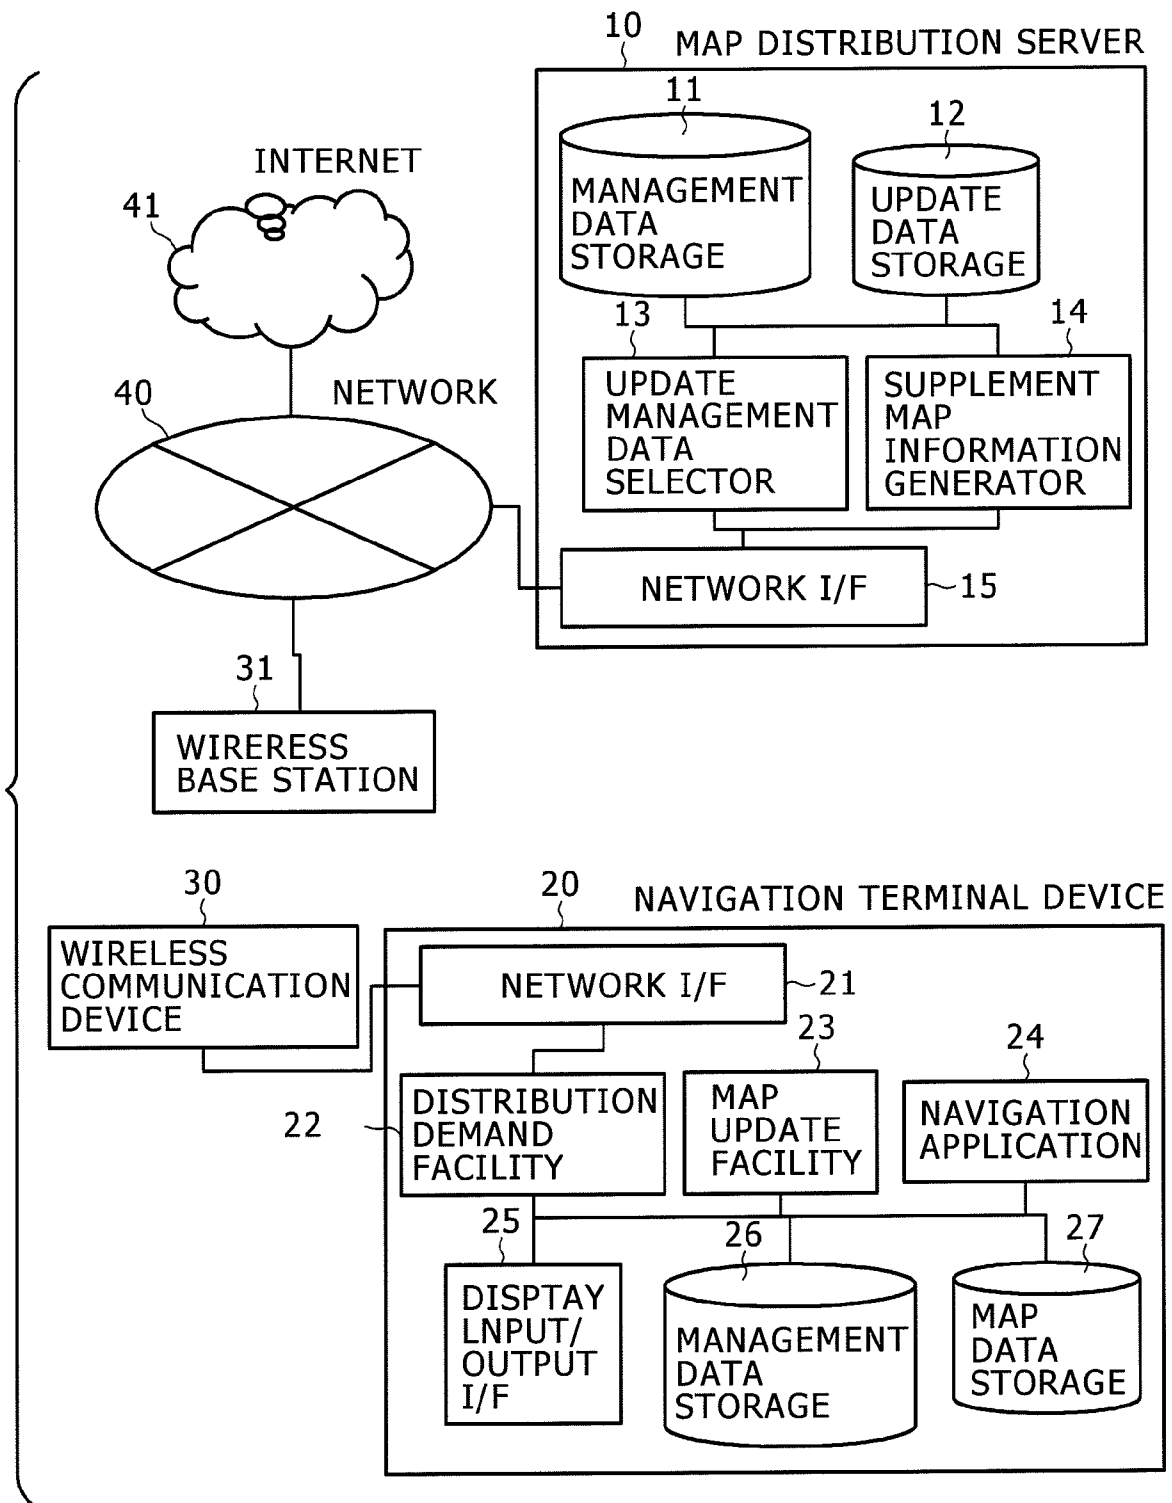 10
MAP DISTRIBUTION SERVER
11
MANAGEMENT
DATA
STORAGE
12
UPDATE
DATA
STORAGE
INTERNET
41
13
UPDATE
MANAGEMENT
DATA
SELECTOR
14
SUPPLEMENT
MAP
INFORMATION
GENERATOR
40
NETWORK
NETWORK I/F
15
31
WIRERESS
BASE STATION
30
WIRELESS
COMMUNICATION
DEVICE
20
NAVIGATION TERMINAL DEVICE
NETWORK I/F
21
22
DISTRIBUTION
DEMAND
FACILITY
23
MAP
UPDATE
FACILITY
24
NAVIGATION
APPLICATION
25
DISPTAY
LNPUT/
OUTPUT
I/F
26
MANAGEMENT
DATA
STORAGE
27
MAP
DATA
STORAGE